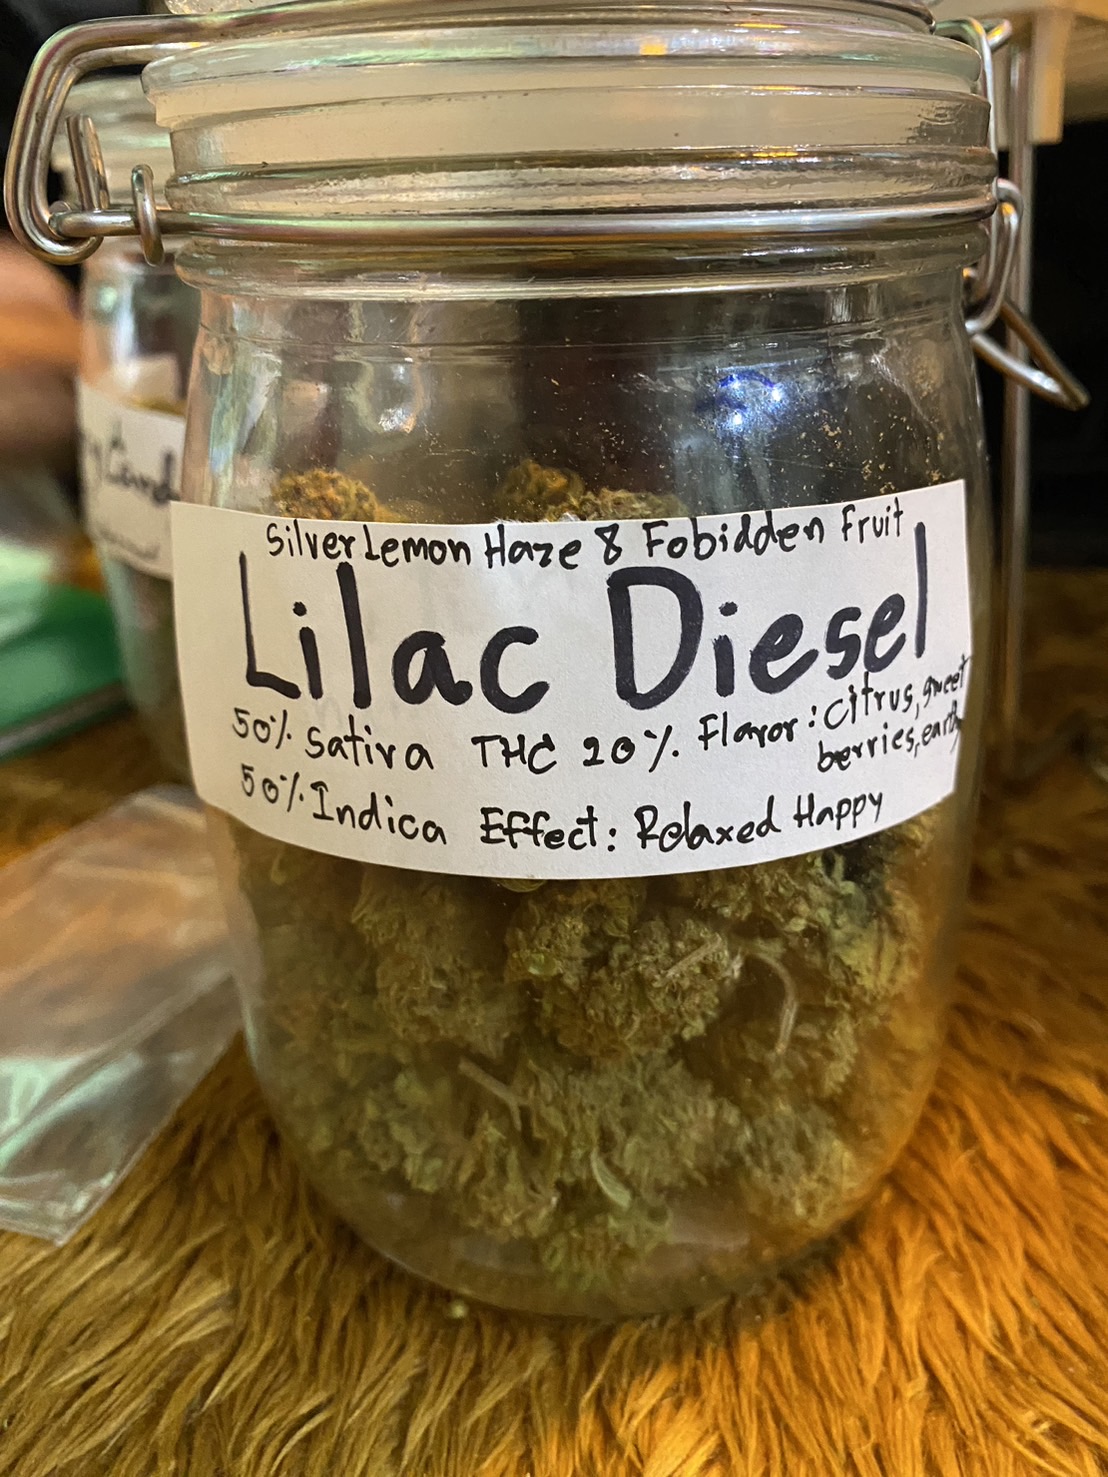 Silver Lemon Haze & Fobidden Fruit
Lilac Diesel
50% Sativa THC 20% Flavor: Citrus, sweet
berries, earthy
50% Indica Effect: Relaxed Happy